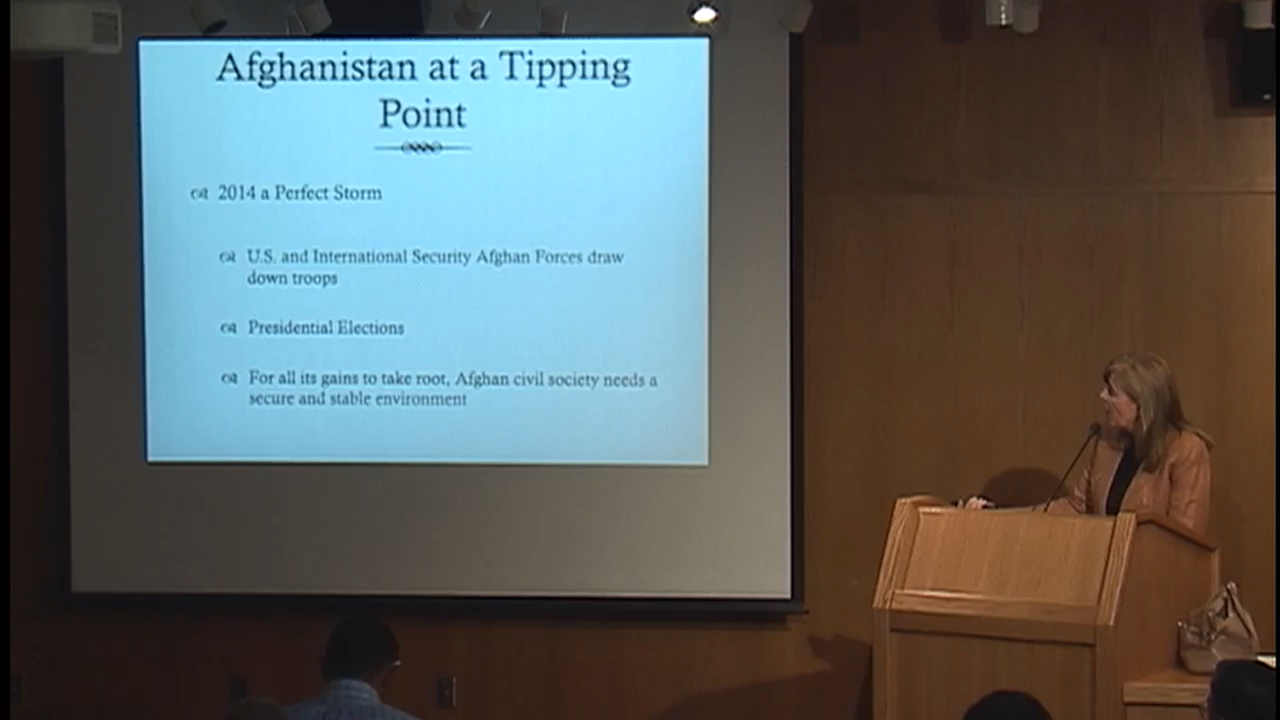 Afghanistan at a Tipping
Point
2014 a Perfect Storm
U.S. and International Security Afghan Forces draw
down troops
Presidential Elections
For all its gains to take root, Afghan civil society needs a
secure and stable environment